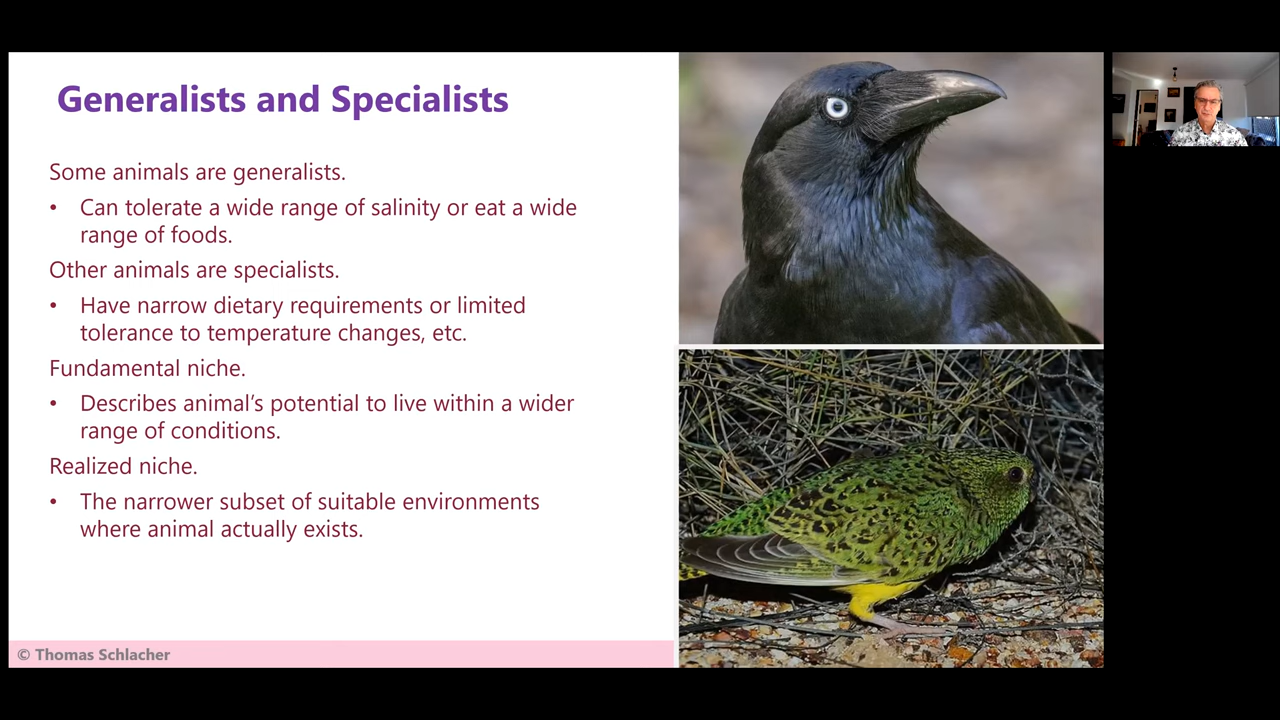 Generalists and Specialists
Some animals are generalists.
• Can tolerate a wide range of salinity or eat a wide
range of foods.
Other animals are specialists.
• Have narrow dietary requirements or limited
tolerance to temperature changes, etc.
Fundamental niche.
• Describes animal’s potential to live within a wider
range of conditions.
Realized niche.
• The narrower subset of suitable environments
where animal actually exists.
© Thomas Schlacher